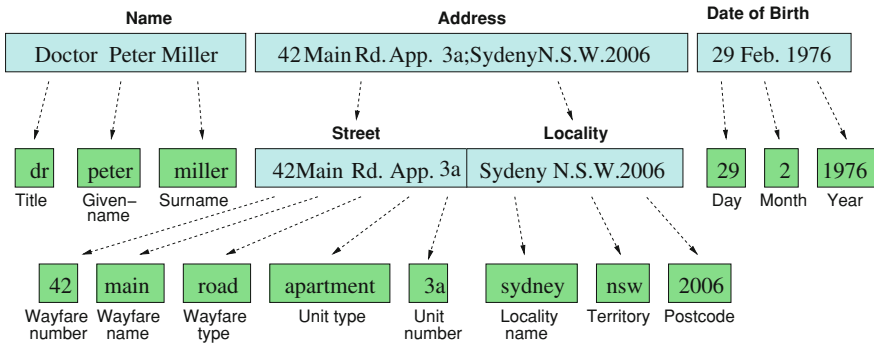 Name Address Date of Birth
Doctor Peter Miller 42 Main Rd. App. 3a;Sydeny N.S.W. 2006 29 Feb. 1976
Street Locality
dr peter miller 42 Main Rd. App. 3a Sydeny N.S.W. 2006 29 2 1976
Title Given− Surname Day Month Year
name
42 main road apartment 3a sydney nsw 2006
Wayfare Wayfare Wayfare Unit type Unit Locality Territory Postcode
number name type number name